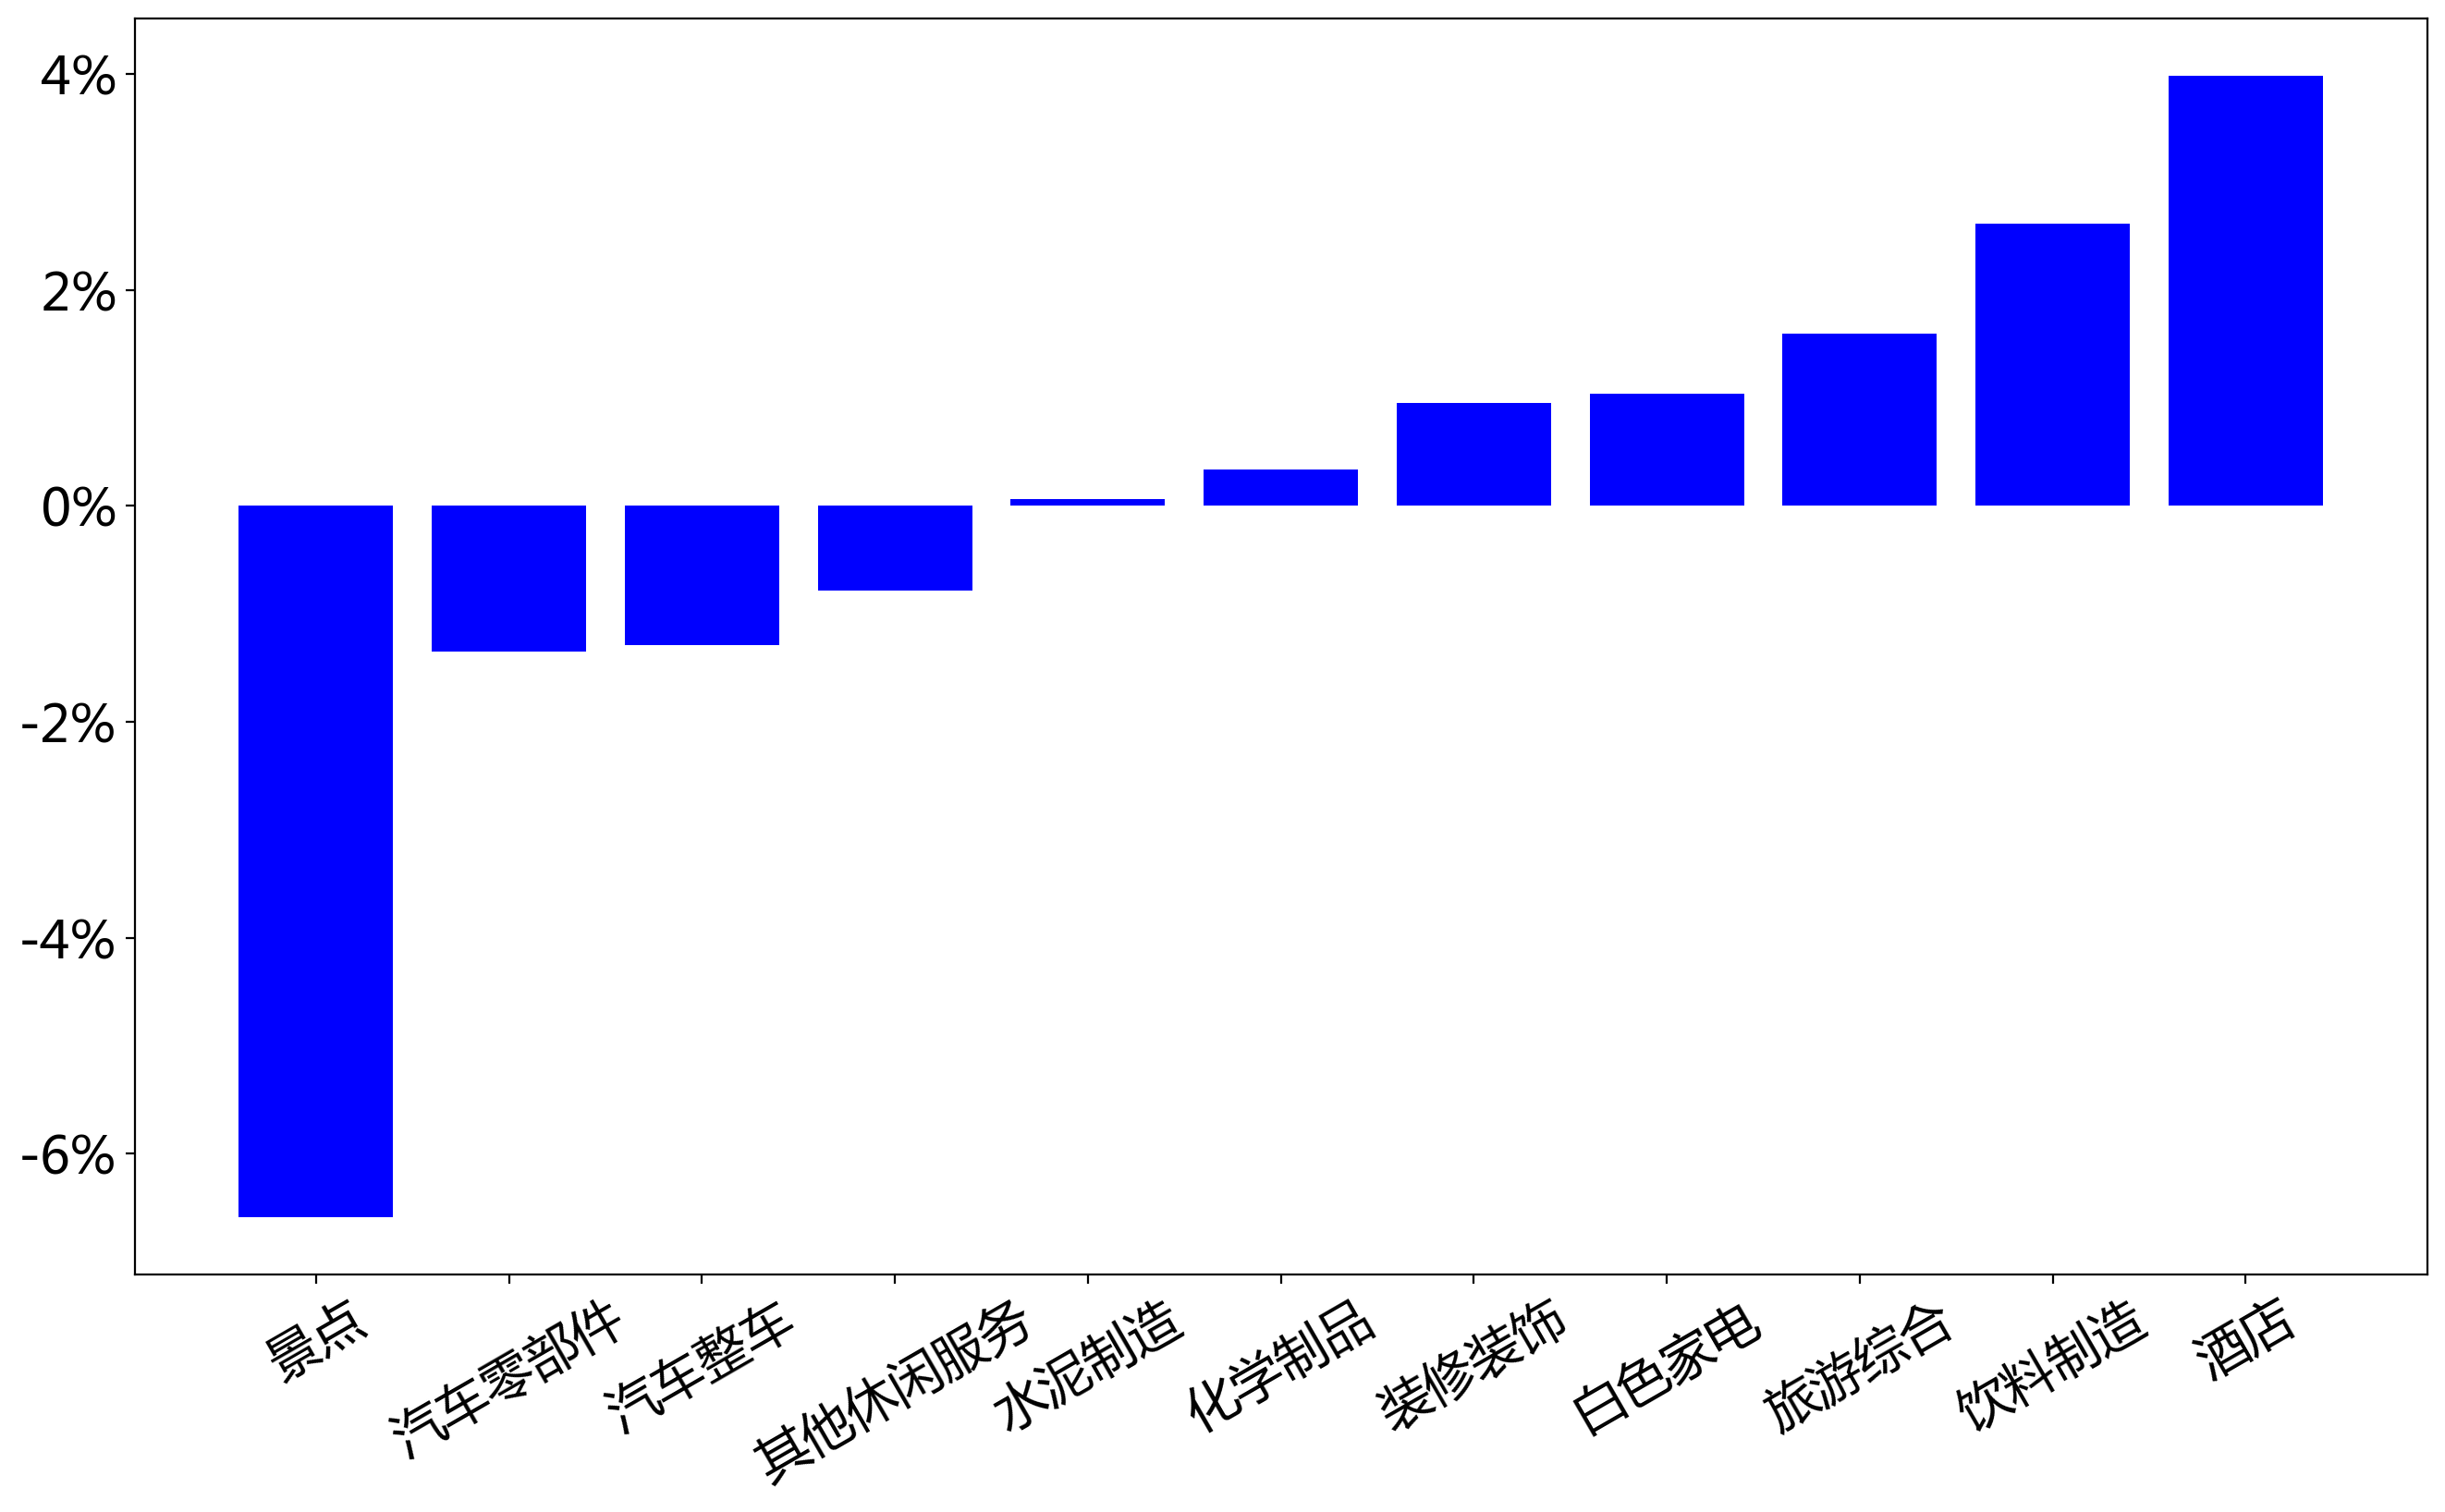 4%
2%
0%
-2%
-4%
-6%
景点
汽车零部件
汽车整车
其他休闲服务
水泥制造
化学制品
装修装饰
白色家电
旅游综合
饮料制造
酒店